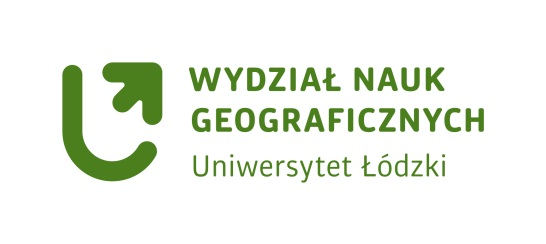 WYDZIAŁ NAUK
GEOGRAFICZNYCH
Uniwersytet Łódzki